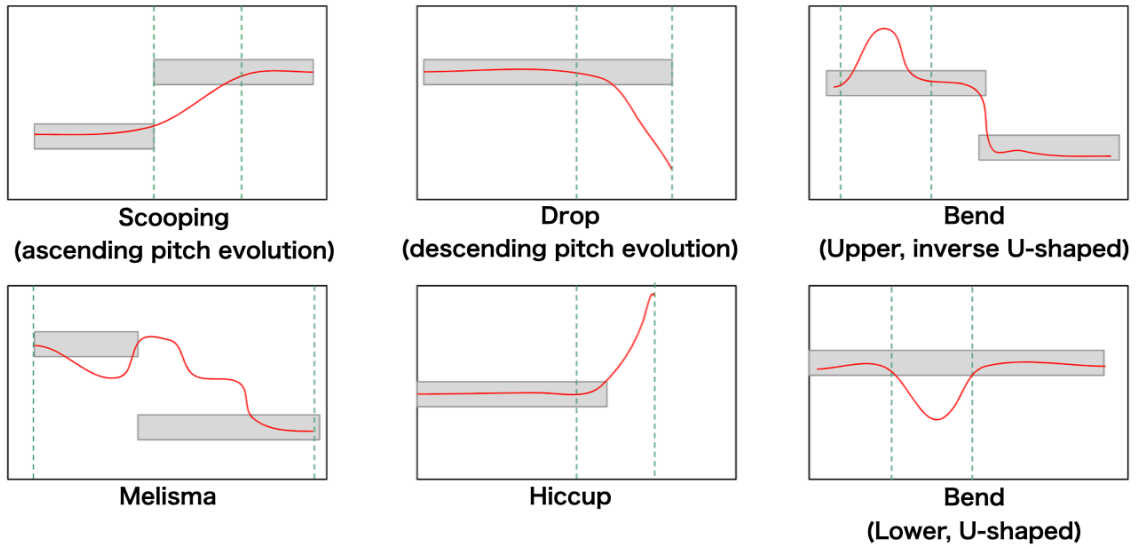 Scooping
(ascending pitch evolution)
Drop
(descending pitch evolution)
Bend
(Upper, inverse U-shaped)
Melisma
Hiccup
Bend
(Lower, U-shaped)